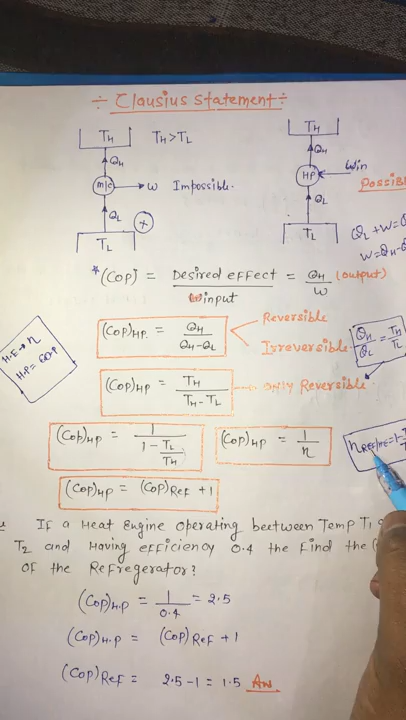 ÷ Clausius Statement ÷
TH TH > TL
QH
m/c → W Impossible.
QL
TL
TH
QH
HP Win
QL
TL
Possib
QL + W = Q
W = QH - Q
*(COP) = Desired effect / Winput = QH / W (output)
(COP)HP = QH / QH - QL
Reversible
Irreversible
QH / QL = TH / TL
H.E → η
H.P = COP
(COP)HP = TH / TH - TL
only Reversible
(COP)HP = 1 / 1 - TL / TH
(COP)HP = 1 / η
(COP)HP = (COP)Ref + 1
If a Heat Engine operating beetween Temp T1
T2 and Having efficiency 0.4 the find the (
of the Refregerator?
(COP)H.P = 1 / 0.4 = 2.5
(COP)H.P = (COP)Ref + 1
(COP)Ref = 2.5 - 1 = 1.5 An